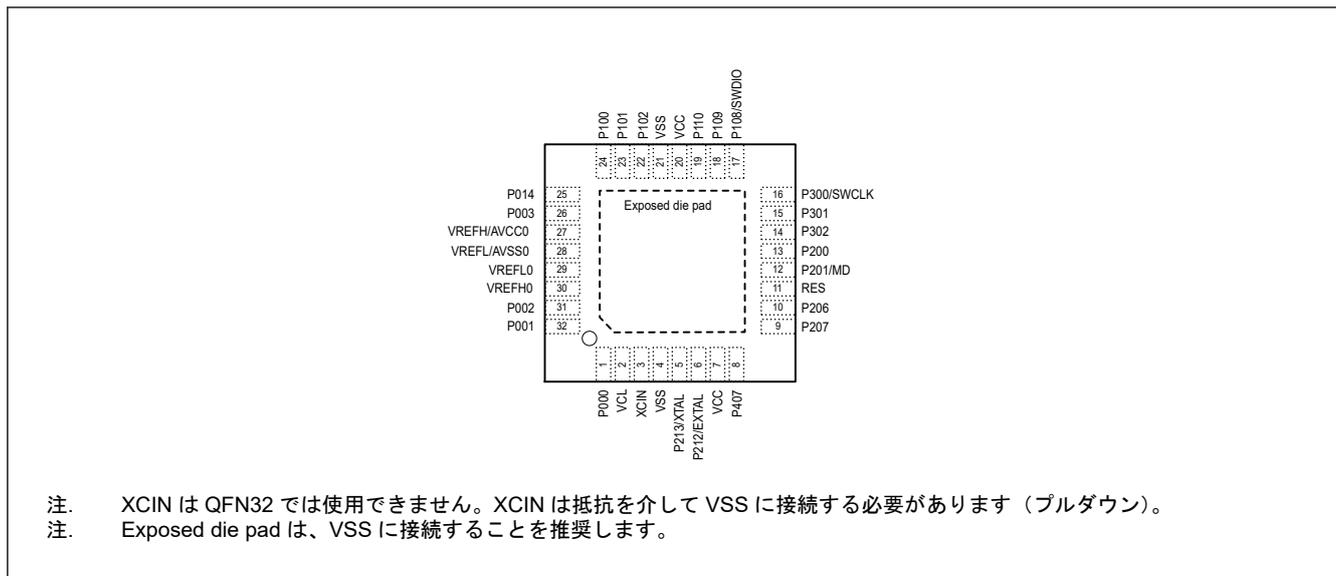 P100
P101
P102
VSS
VCC
P110
P109
P108/SWDIO
24
23
22
21
20
19
18
17
P014 25
P003 26
VREFH/AVCC0 27
VREFL/AVSS0 28
VREFL0 29
VREFH0 30
P002 31
P001 32
Exposed die pad
16 P300/SWCLK
15 P301
14 P302
13 P200
12 P201/MD
11 RES
10 P206
9 P207
1
2
3
4
5
6
7
8
P000
VCL
XCIN
VSS
P213/XTAL
P212/EXTAL
VCC
P407
注. XCIN は QFN32 では使用できません。XCIN は抵抗を介して VSS に接続する必要があります（プルダウン）。
注. Exposed die pad は、VSS に接続することを推奨します。